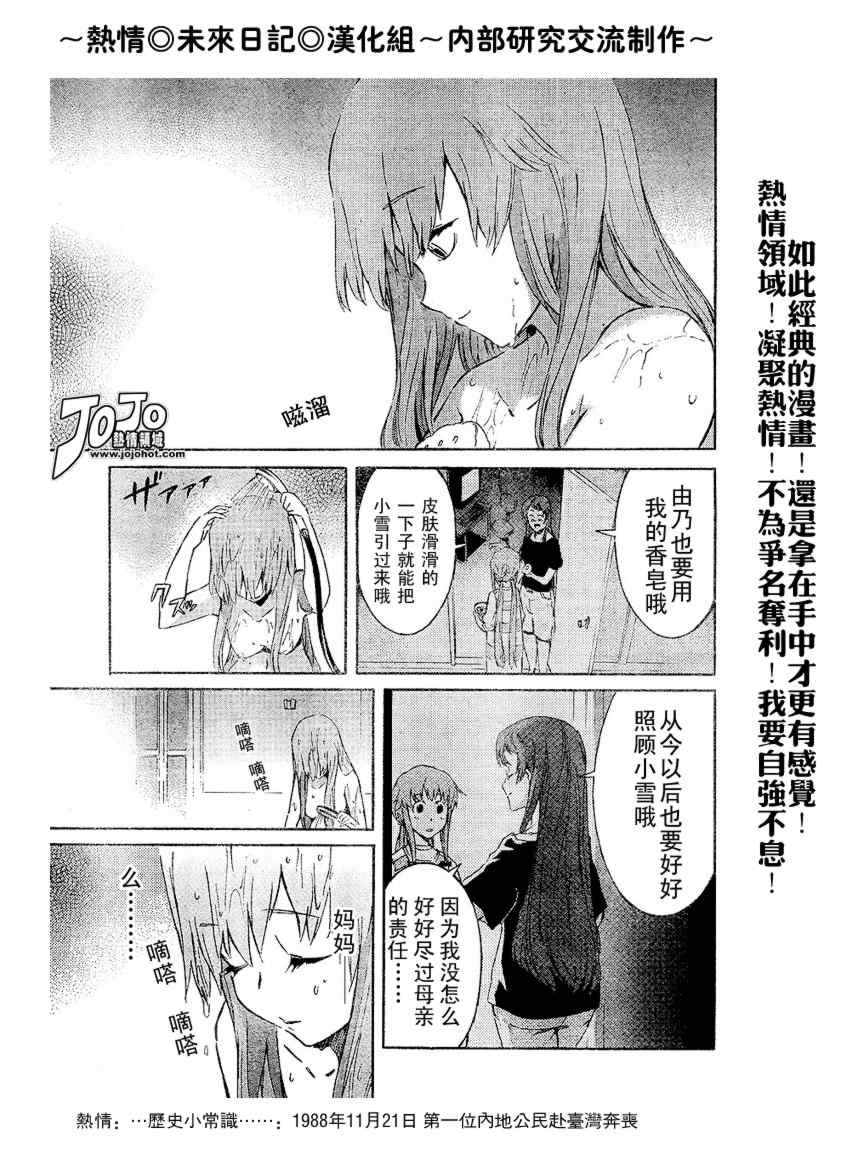 ～熱情◎未來日記◎漢化組～内部研究交流制作～
如此經典的漫畫！還是拿在手中才更有感覺！
熱情領域！凝聚熱情！不為爭名奪利！我要自強不息！
嗞溜
JOJO
熱情領域
www.jojohot.com
由乃也要用
我的香皂哦
皮肤滑滑的
一下子就能把
小雪引过来哦
ザァァァ
从今以后也要好好
照顾小雪哦
因为我没怎么
好好尽过母亲
的责任……
嘀嗒
嘀嗒
妈妈
么………
嘀嗒
嘀嗒
熱情：…歷史小常識……：1988年11月21日 第一位內地公民赴臺灣奔喪